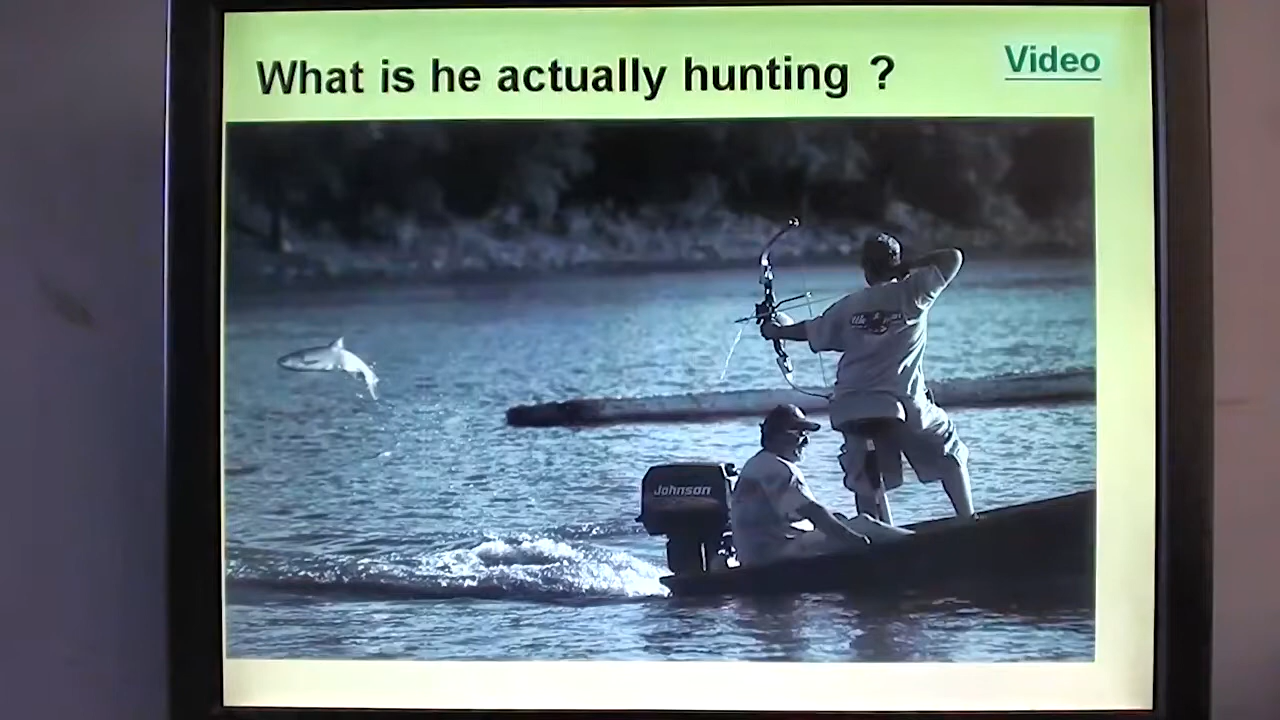 What is he actually hunting ?
Video
Johnson